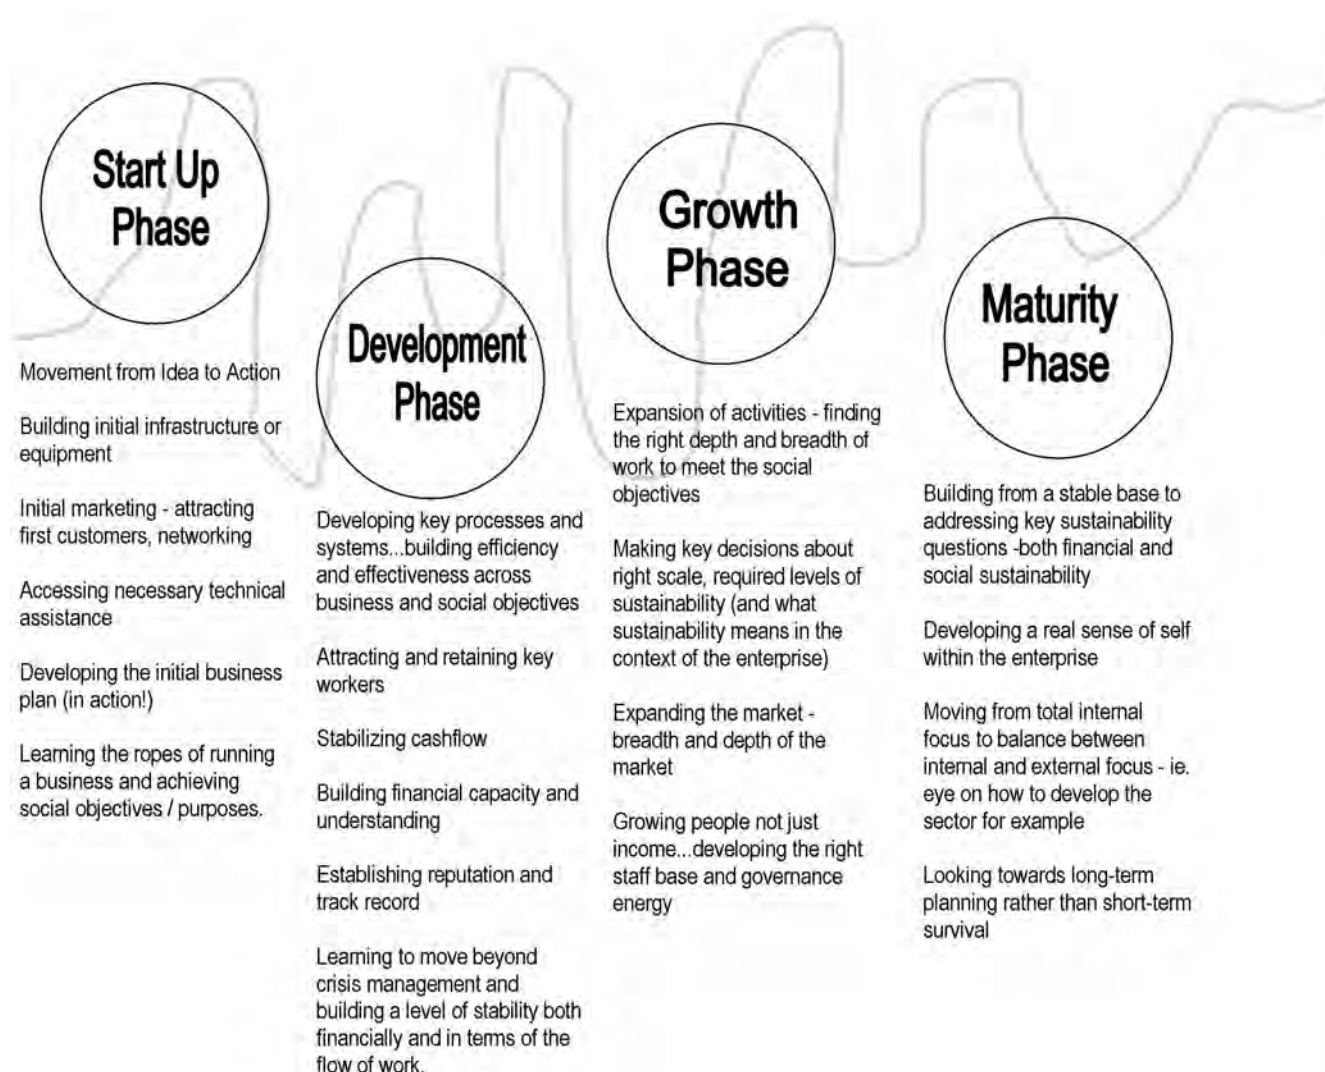 Start Up
Phase
Movement from Idea to Action
Building initial infrastructure or
equipment
Initial marketing - attracting
first customers, networking
Accessing necessary technical
assistance
Developing the initial business
plan (in action!)
Learning the ropes of running
a business and achieving
social objectives / purposes.
Development
Phase
Developing key processes and
systems...building efficiency
and effectiveness across
business and social objectives
Attracting and retaining key
workers
Stabilizing cashflow
Building financial capacity and
understanding
Establishing reputation and
track record
Learning to move beyond
crisis management and
building a level of stability both
financially and in terms of the
flow of work.
Growth
Phase
Expansion of activities - finding
the right depth and breadth of
work to meet the social
objectives
Making key decisions about
right scale, required levels of
sustainability (and what
sustainability means in the
context of the enterprise)
Expanding the market -
breadth and depth of the
market
Growing people not just
income...developing the right
staff base and governance
energy
Maturity
Phase
Building from a stable base to
addressing key sustainability
questions -both financial and
social sustainability
Developing a real sense of self
within the enterprise
Moving from total internal
focus to balance between
internal and external focus - ie.
eye on how to develop the
sector for example
Looking towards long-term
planning rather than short-term
survival